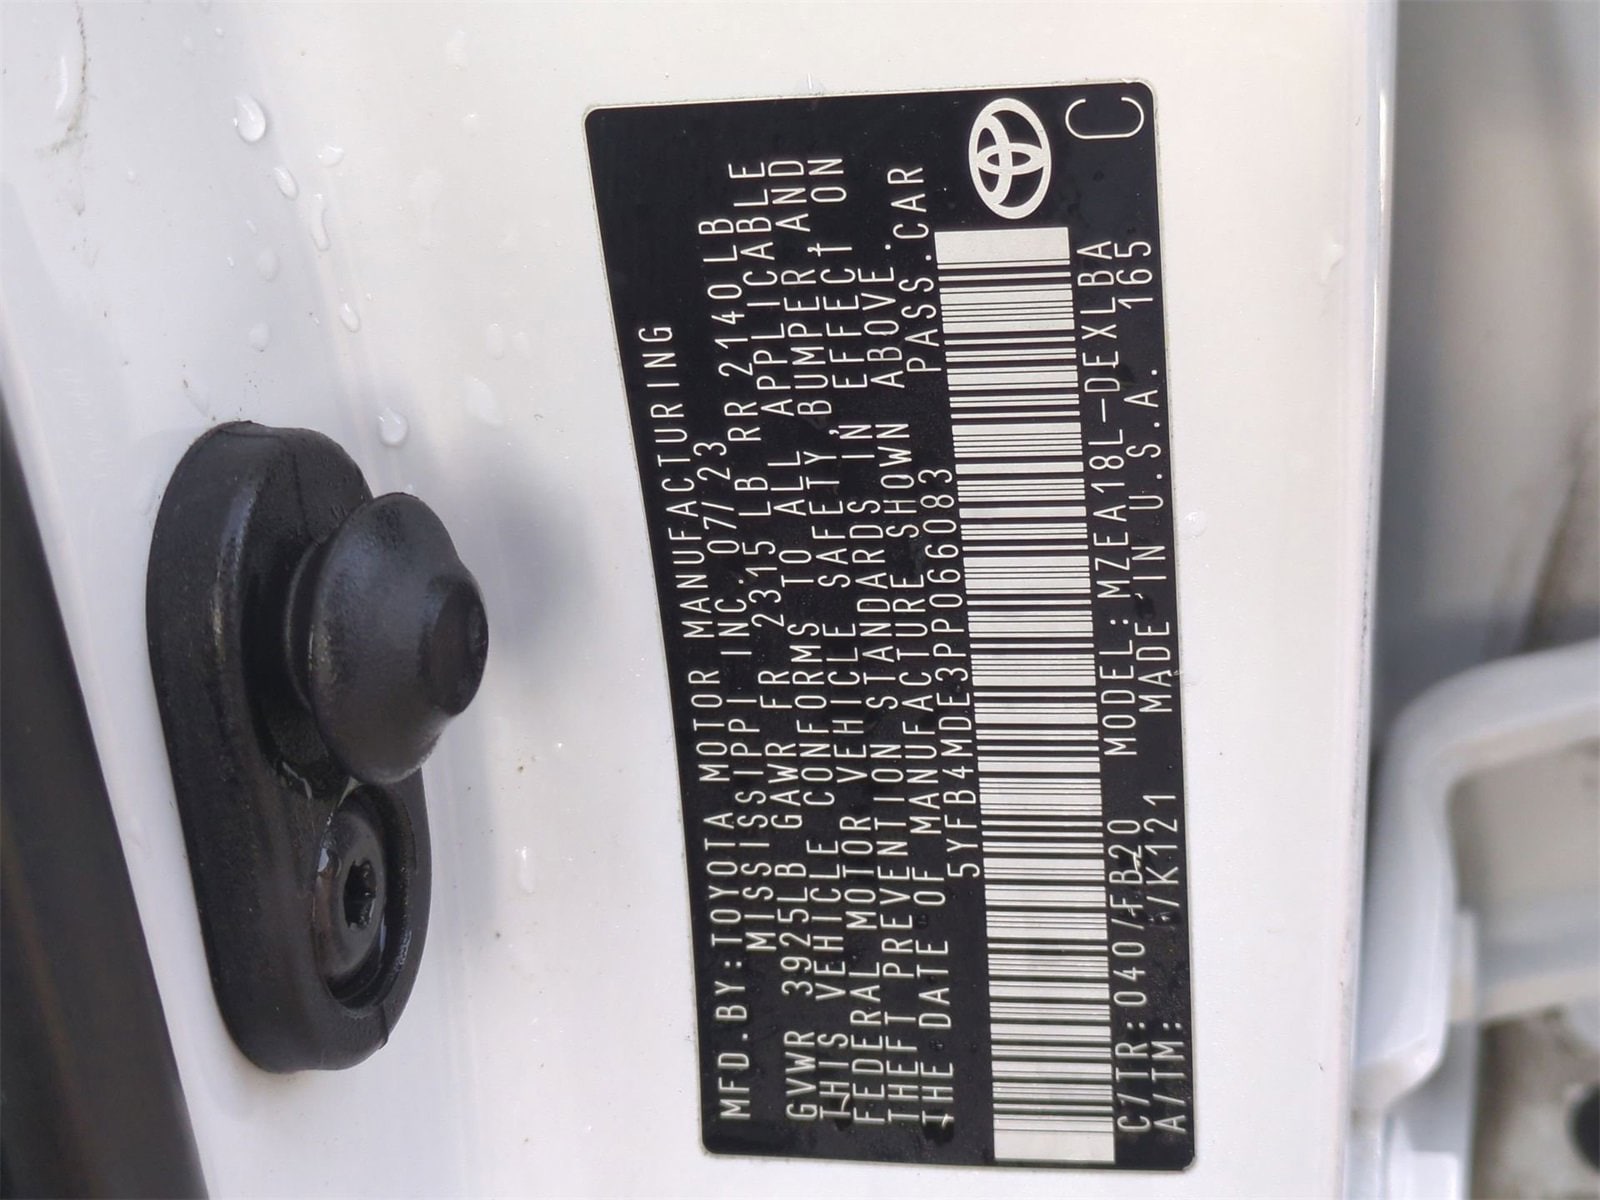 MFD.BY:TOYOTA MOTOR MANUFACTURING
MISSISSIPPI INC. 07/23
GVWR 3925LB GAWR FR 2315 LB RR 2140LB
THIS VEHICLE CONFORMS TO ALL APPLICABLE
FEDERAL MOTOR VEHICLE SAFETY, BUMPER, AND
THEFT PREVENTION STANDARDS IN EFFECT ON
THE DATE OF MANUFACTURE SHOWN ABOVE.
5YFB4MDE3PP066083 PASS.CAR
C/TR:040/FB20 MODEL:MZEA18L-DEXLBA
A/TM: /K121 MADE IN U.S.A. 165
C